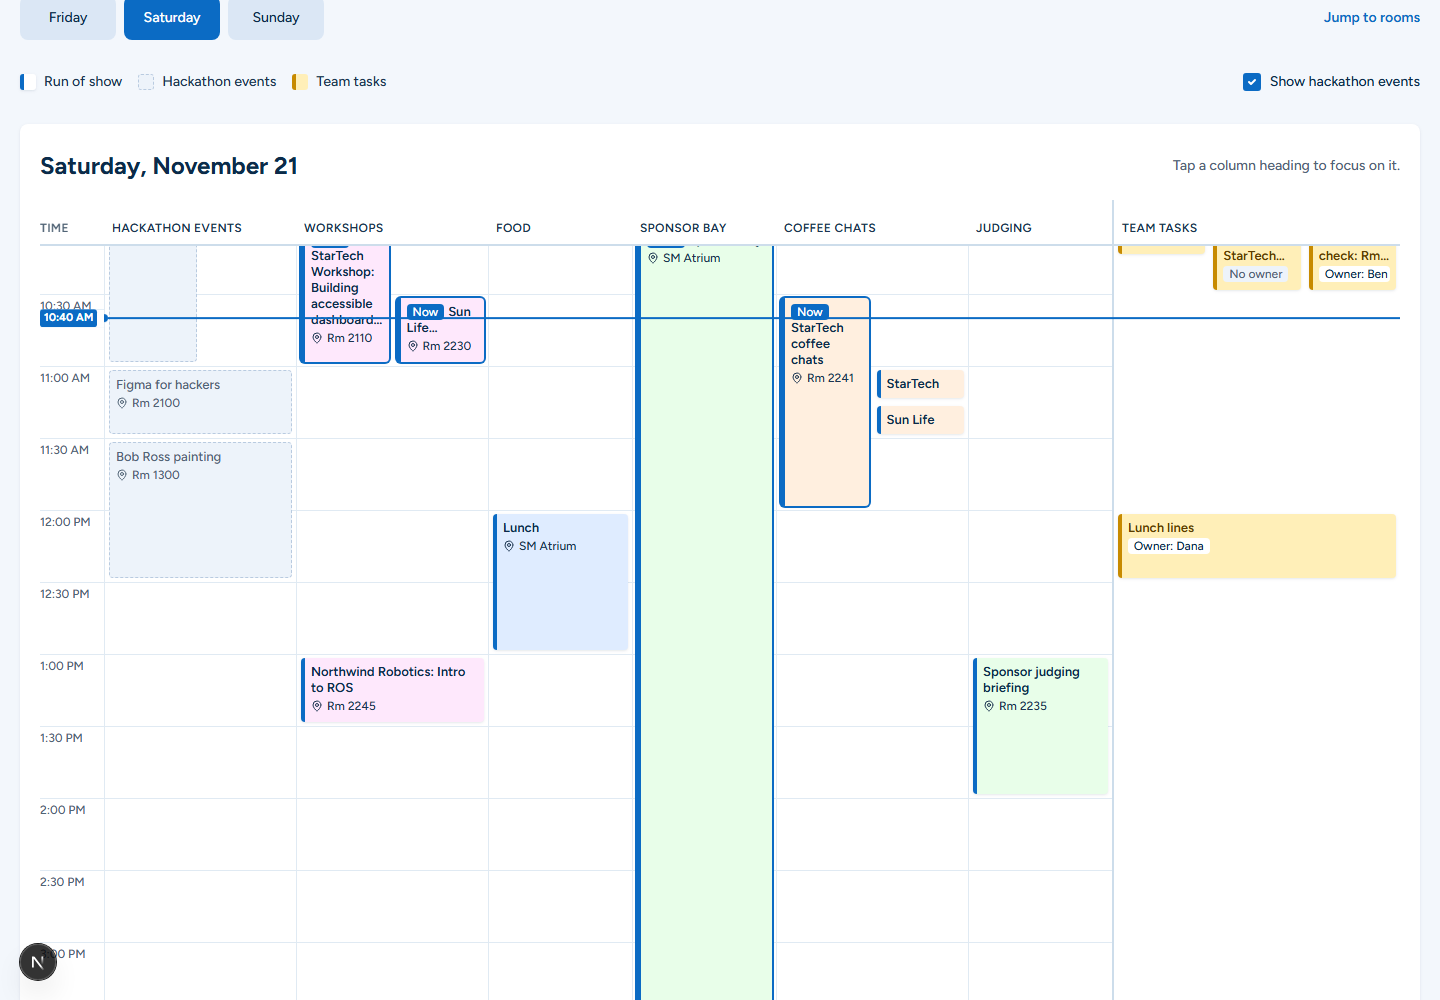 Friday
Saturday
Sunday
Jump to rooms
Run of show
Hackathon events
Team tasks
Show hackathon events
Saturday, November 21
Tap a column heading to focus on it.
TIME
HACKATHON EVENTS
WORKSHOPS
FOOD
SPONSOR BAY
COFFEE CHATS
JUDGING
TEAM TASKS
StarTech
Workshop:
Building
accessible
dashboard...
Rm 2110
SM Atrium
StarTech...
No owner
check: Rm...
Owner: Ben
10:30 AM
10:40 AM
Now Sun
Life...
Rm 2230
Now
StarTech
coffee
chats
Rm 2241
11:00 AM
Figma for hackers
Rm 2100
StarTech
Sun Life
11:30 AM
Bob Ross painting
Rm 1300
12:00 PM
Lunch
SM Atrium
Lunch lines
Owner: Dana
12:30 PM
1:00 PM
Northwind Robotics: Intro
to ROS
Rm 2245
Sponsor judging
briefing
Rm 2235
1:30 PM
2:00 PM
2:30 PM
:00 PM
N